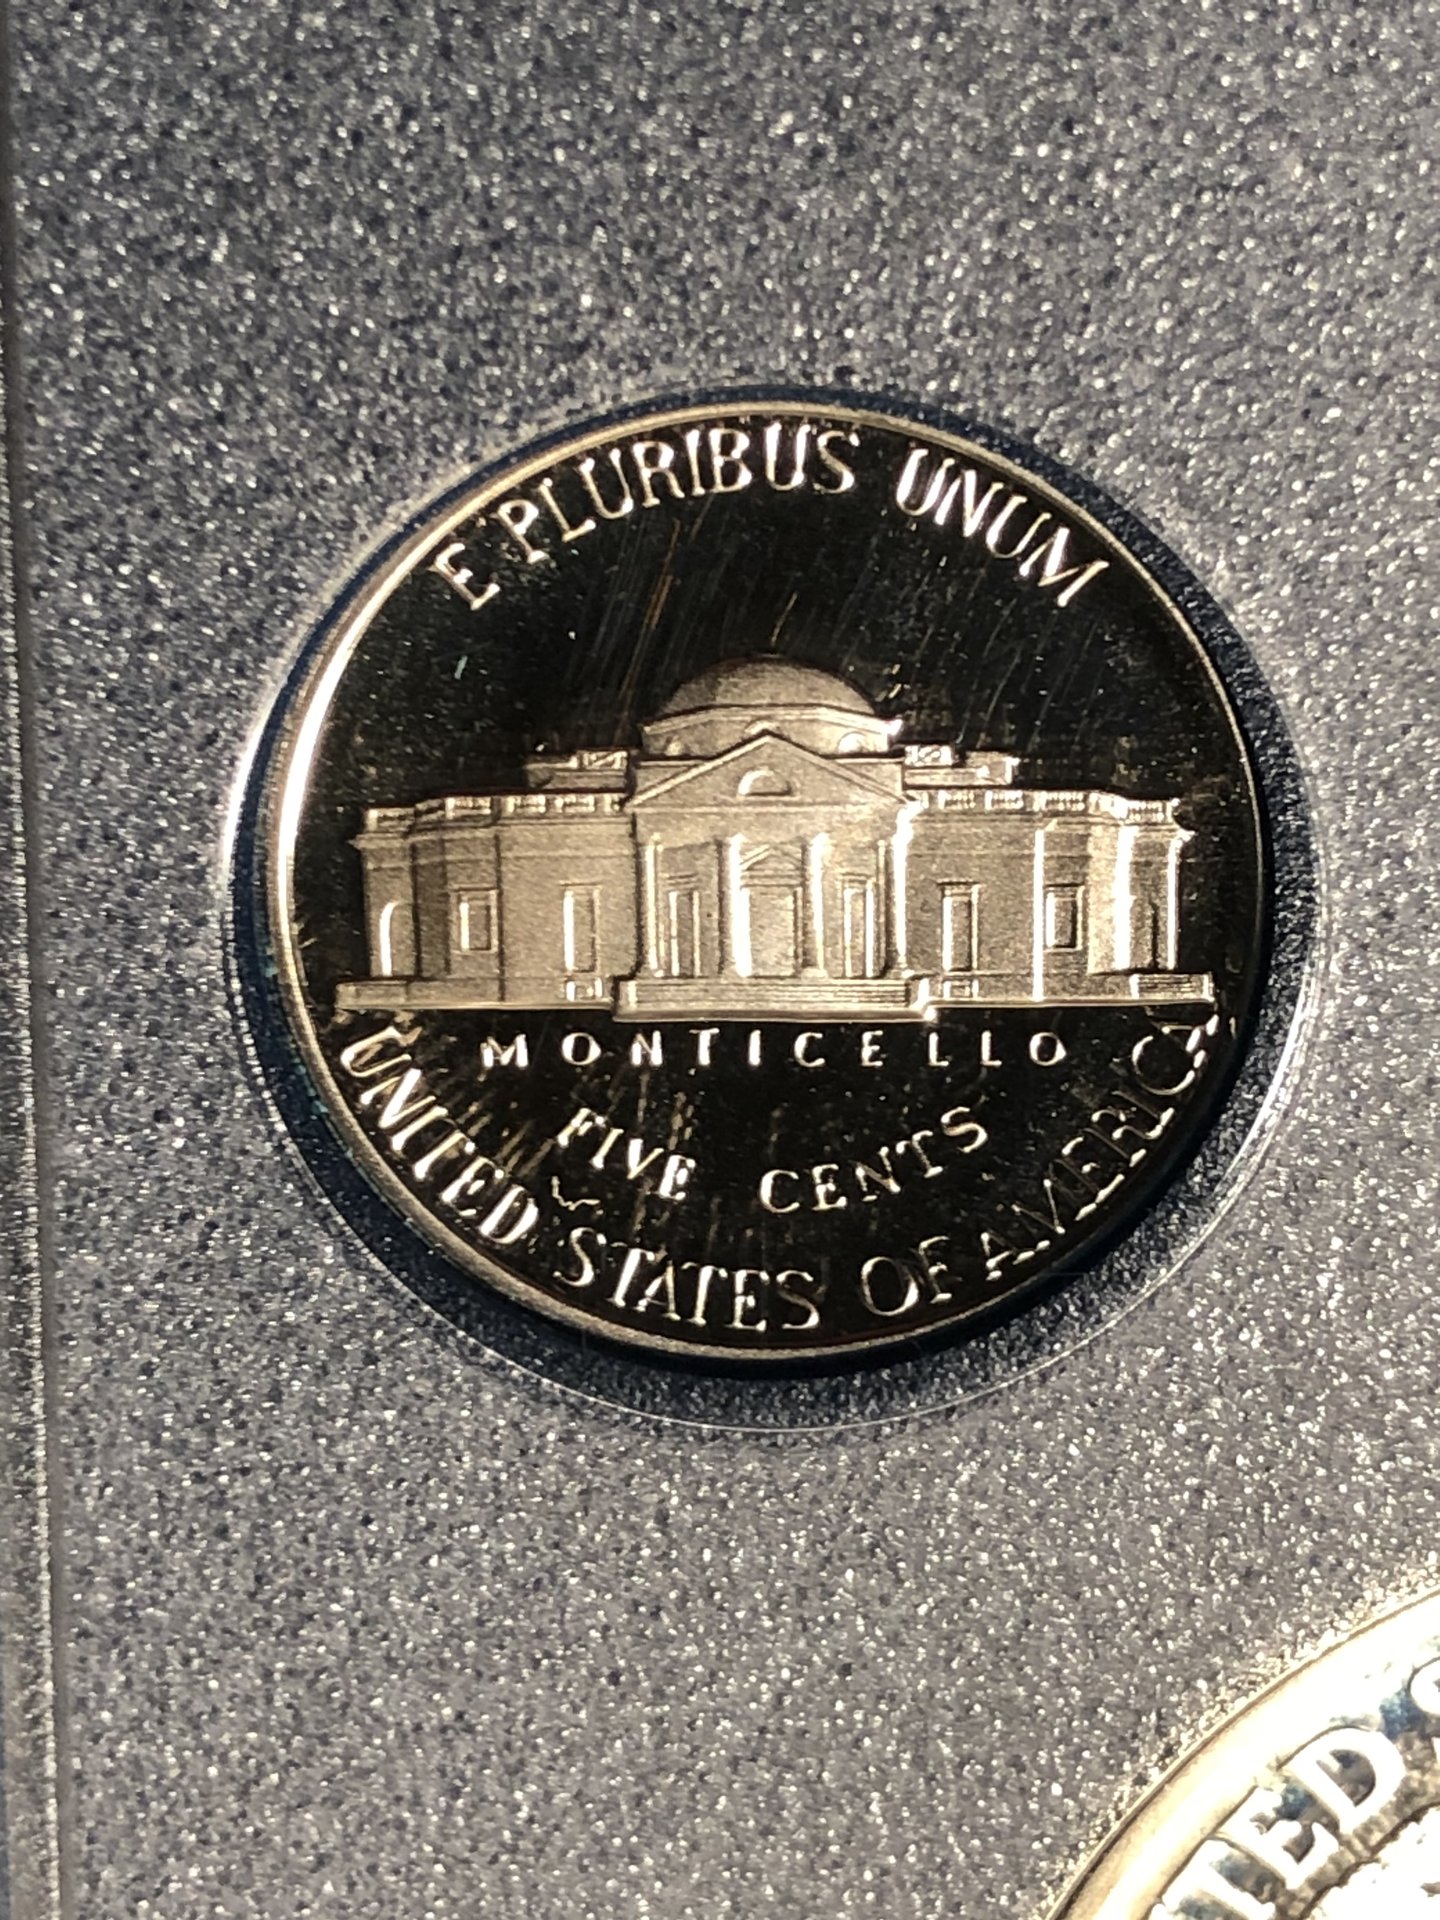 E PLURIBUS UNUM
MONTICELLO
FIVE CENTS
UNITED STATES OF AMERICA